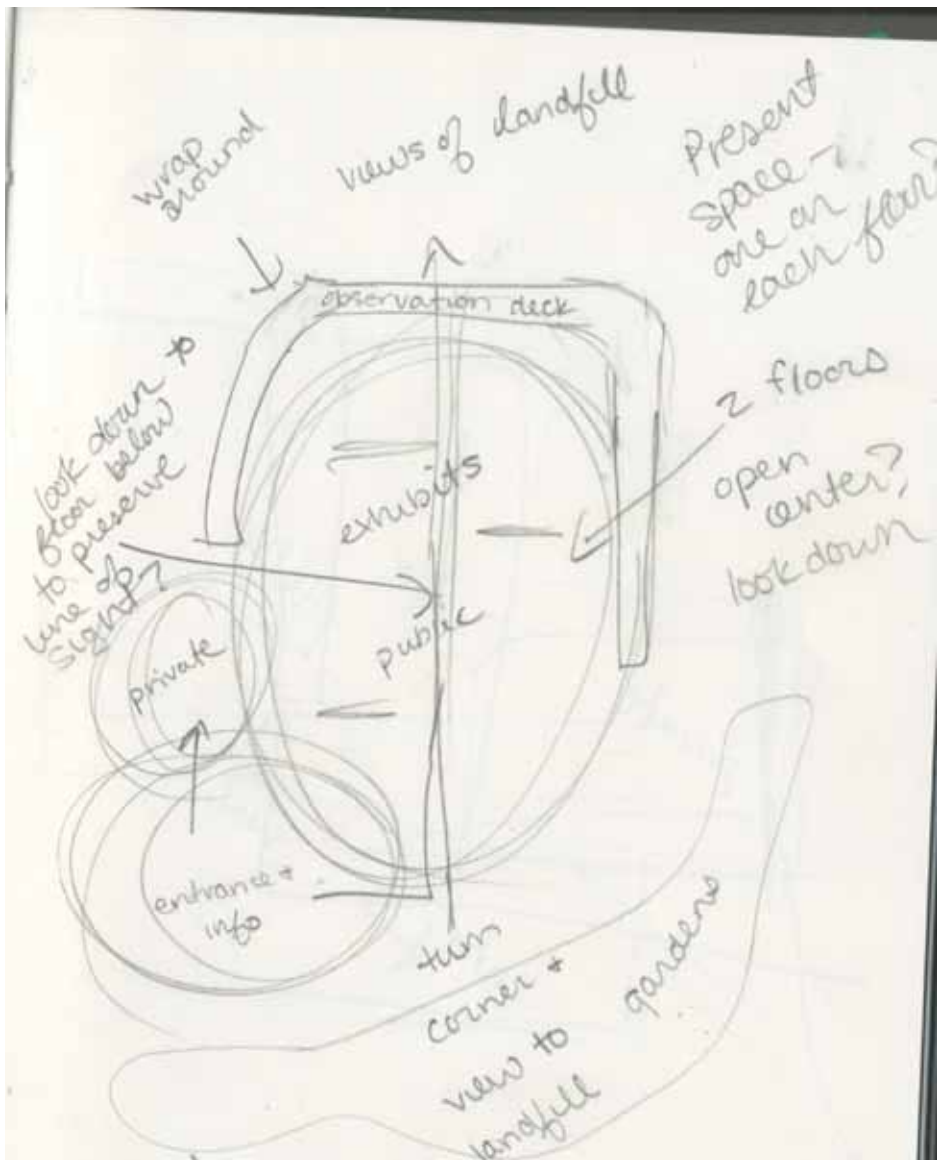 wrap
around
views of landfill
Present
space -
one on
each floor?
observation deck
look down to
floor below
to preserve
line of
sight?
2 floors
open
center?
look down
exhibits
public
private
entrance +
info
turn
corner +
view to
landfill
gardens